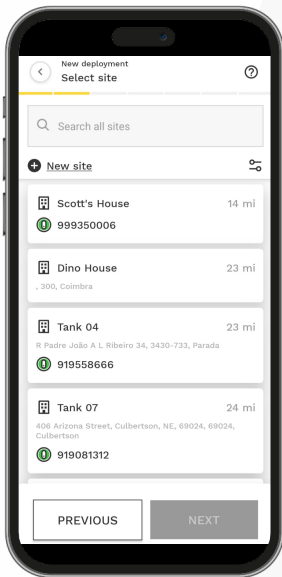 New deployment
Select site
Search all sites
New site
Scott's House 14 mi
999350006
Dino House 23 mi
, 300, Coimbra
Tank 04 23 mi
R Padre João A L Ribeiro 34, 3430-733, Parada
919558666
Tank 07 24 mi
406 Arizona Street, Culbertson, NE, 69024, 69024,
Culbertson
919081312
PREVIOUS NEXT